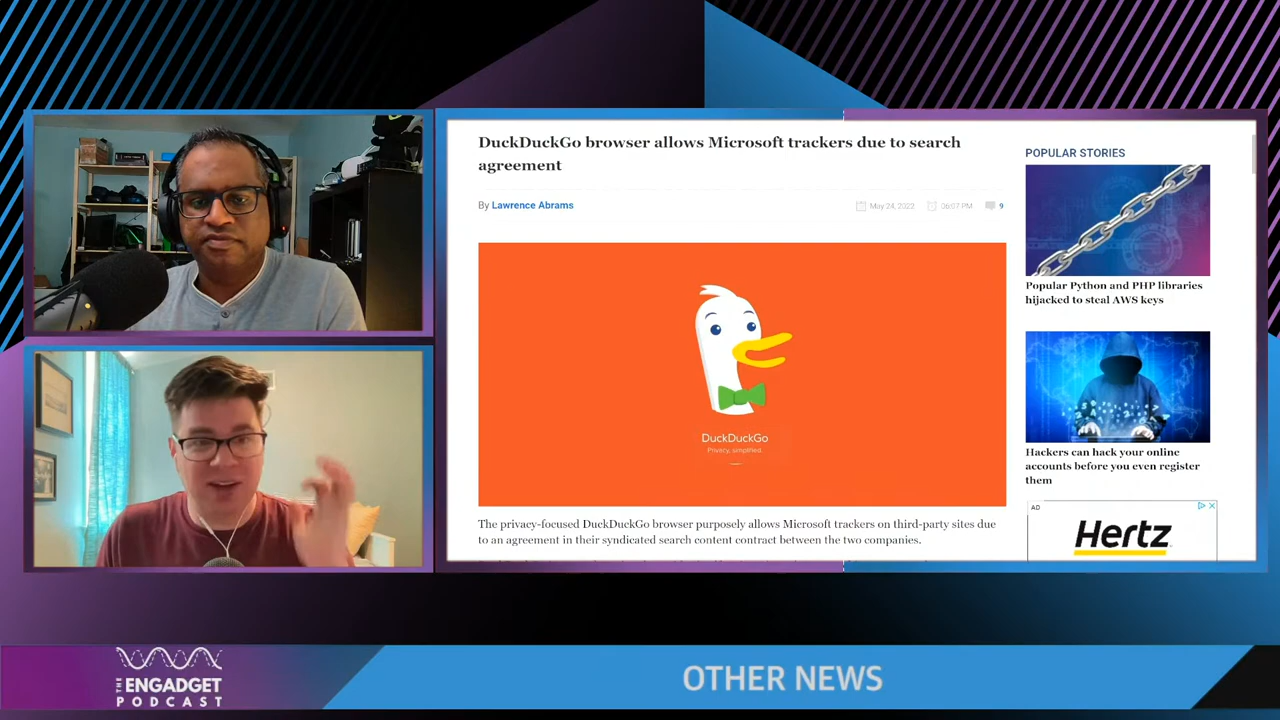 DuckDuckGo browser allows Microsoft trackers due to search
agreement
By Lawrence Abrams
May 24, 2022 06:07 PM 9
DuckDuckGo
Privacy, simplified.
The privacy-focused DuckDuckGo browser purposely allows Microsoft trackers on third-party sites due
to an agreement in their syndicated search content contract between the two companies.
POPULAR STORIES
Popular Python and PHP libraries
hijacked to steal AWS keys
Hackers can hack your online
accounts before you even register
them
AD
Hertz
THE
ENGADGET
PODCAST
OTHER NEWS